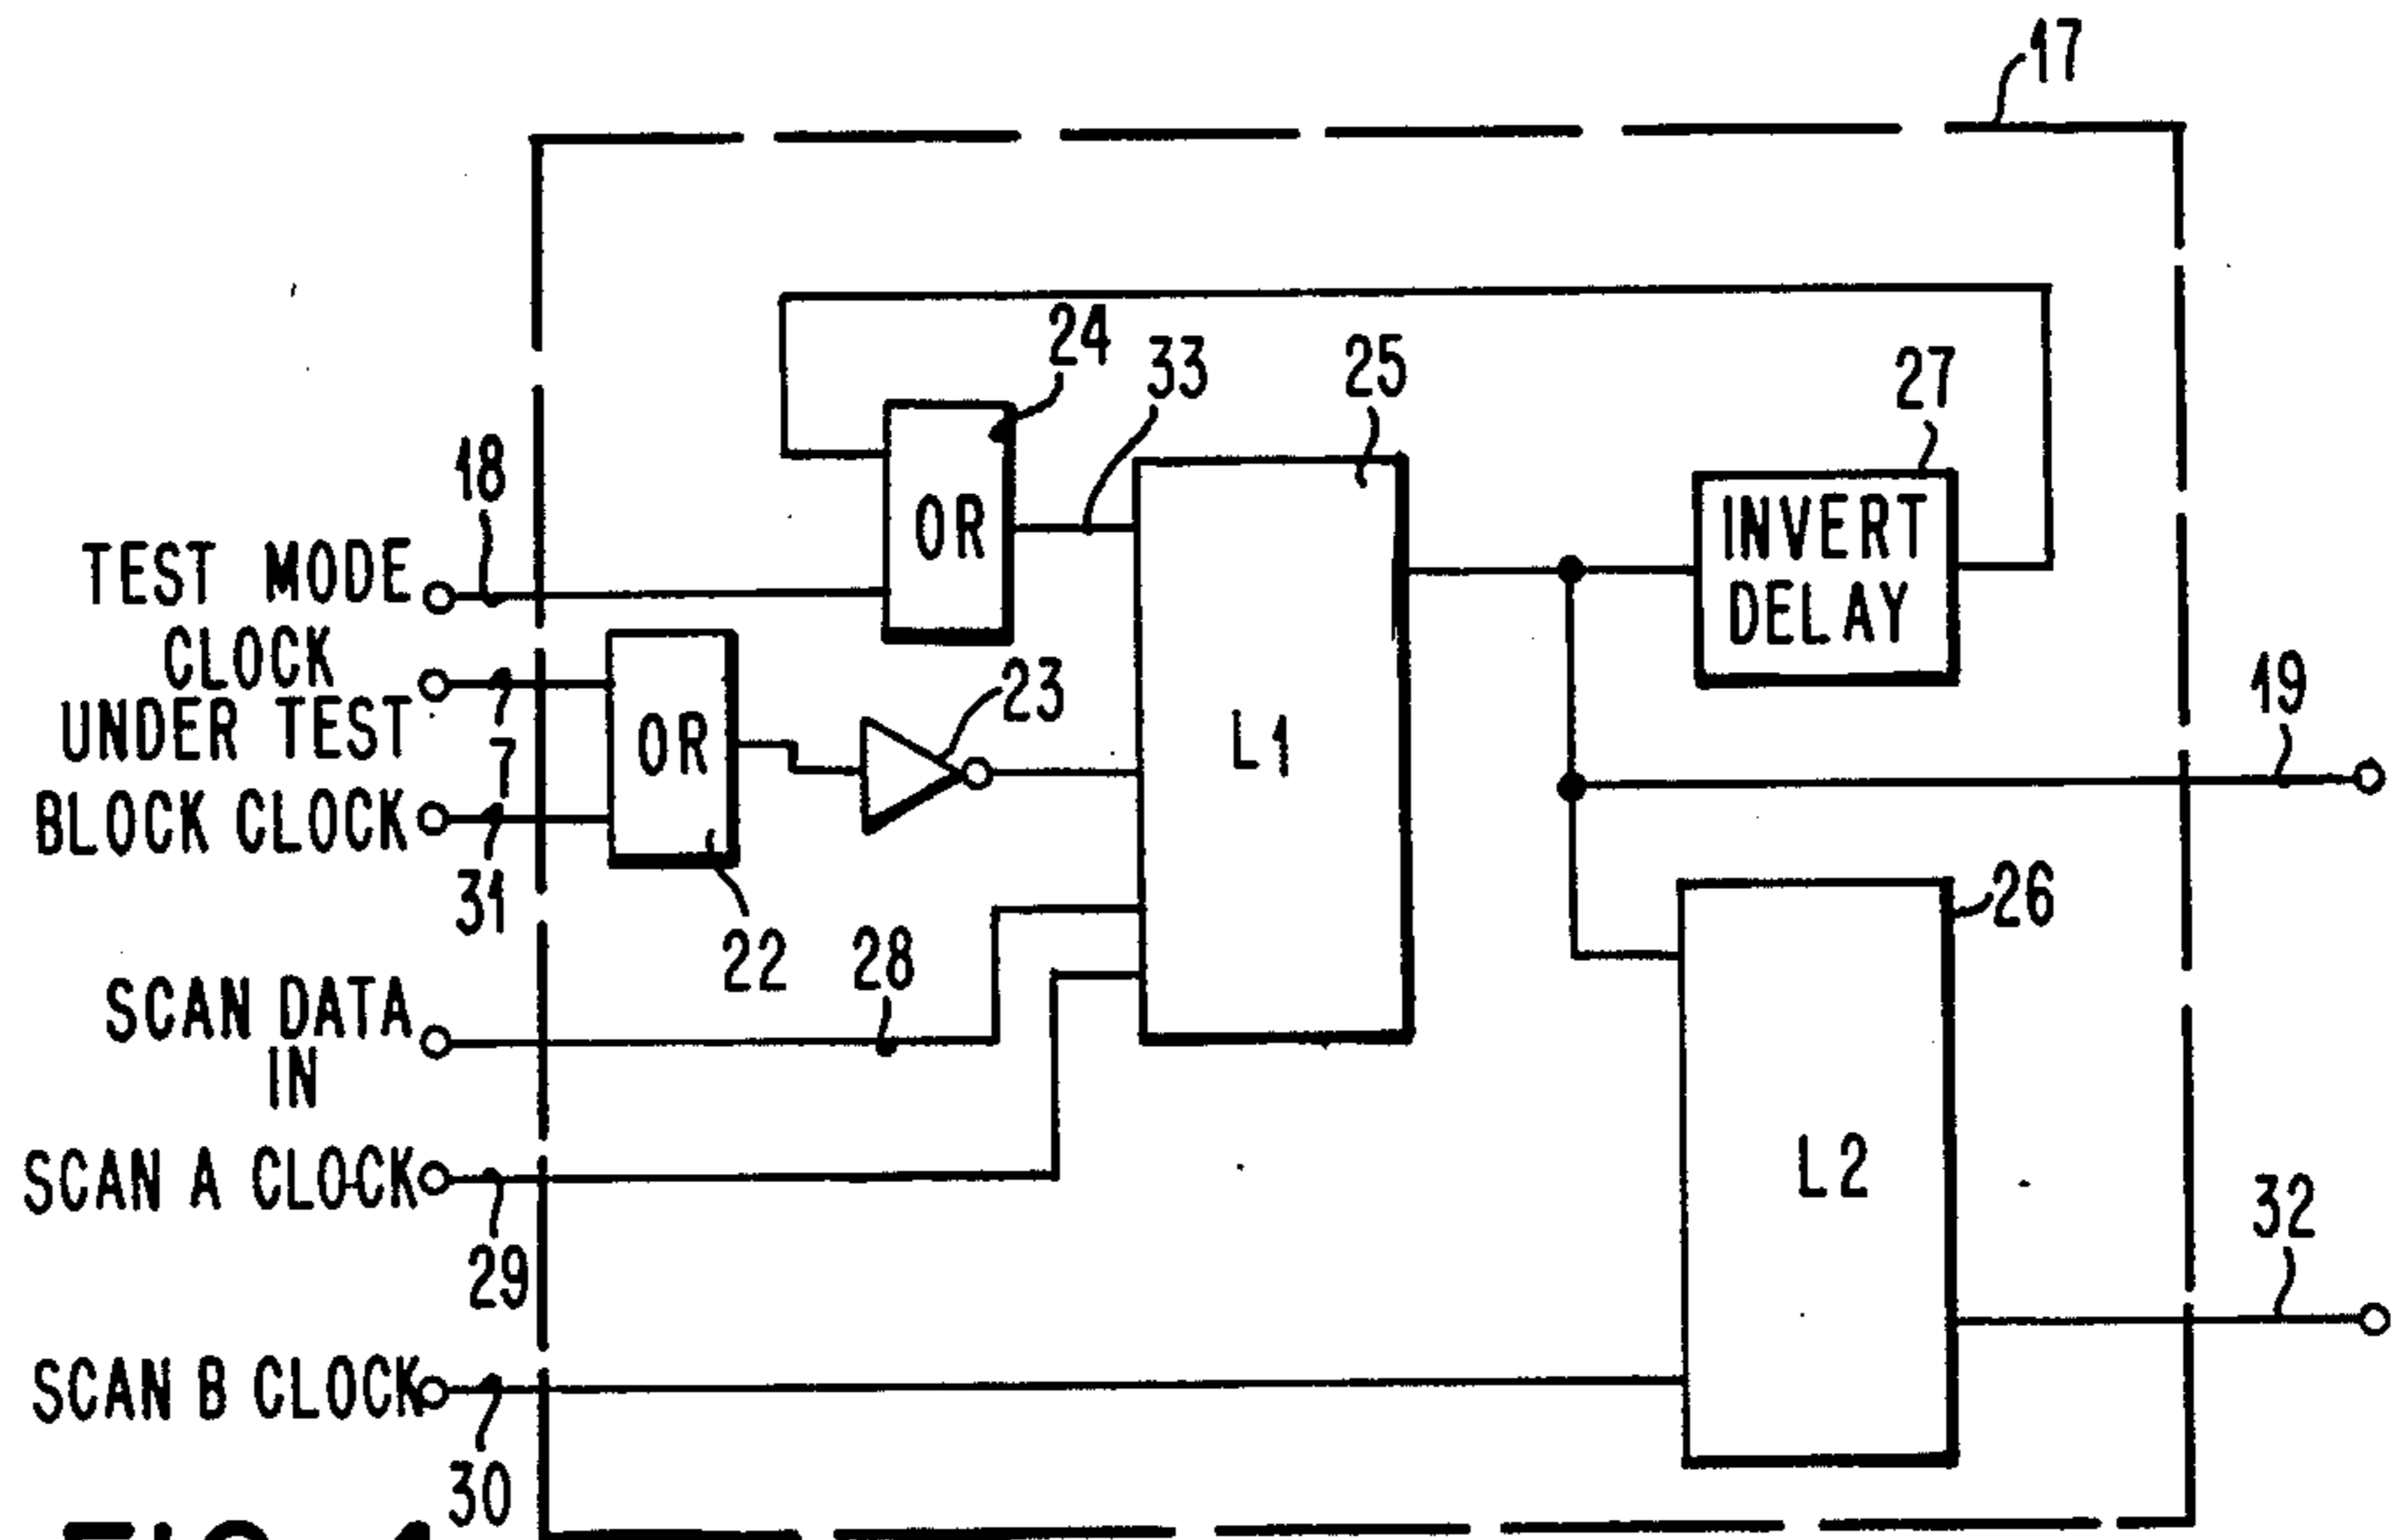 17
24
33
25
27
18
OR
INVERT
DELAY
TEST MODE
CLOCK
UNDER TEST
7
23
19
OR
L1
BLOCK CLOCK
31
22
28
26
SCAN DATA
IN
L2
SCAN A CLOCK
29
32
SCAN B CLOCK
30